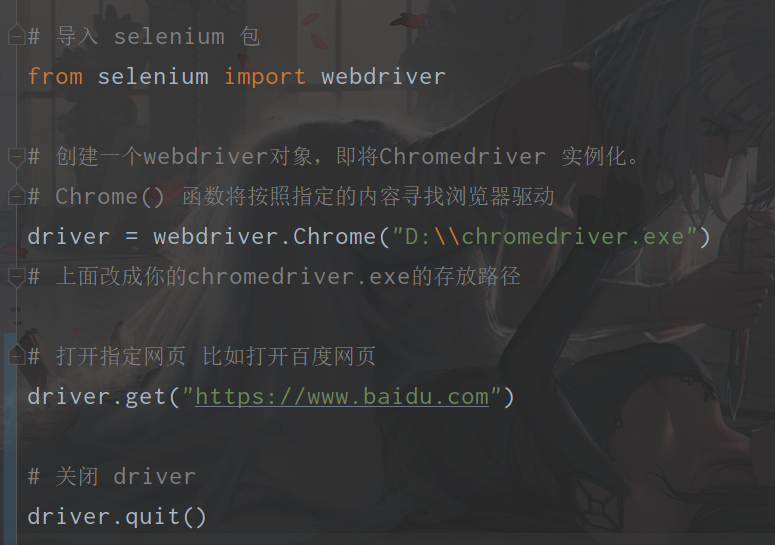 # 导入 selenium 包
from selenium import webdriver
# 创建一个webdriver对象，即将Chromedriver 实例化。
# Chrome() 函数将按照指定的内容寻找浏览器驱动
driver = webdriver.Chrome("D:\\chromedriver.exe")
# 上面改成你的chromedriver.exe的存放路径
# 打开指定网页 比如打开百度网页
driver.get("https://www.baidu.com")
# 关闭 driver
driver.quit()